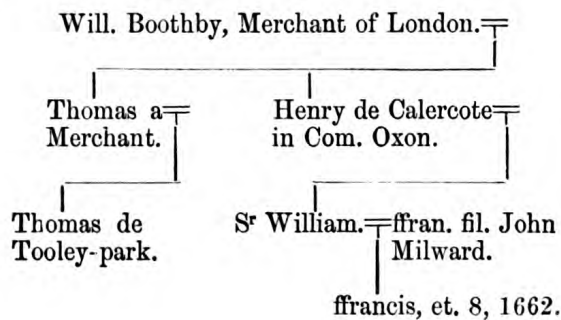 Will. Boothby, Merchant of London.
Thomas a
Merchant.
Henry de Calercote
in Com. Oxon.
Thomas de
Tooley-park.
Sʳ William.
ffran. fil. John
Milward.
ffrancis, et. 8, 1662.